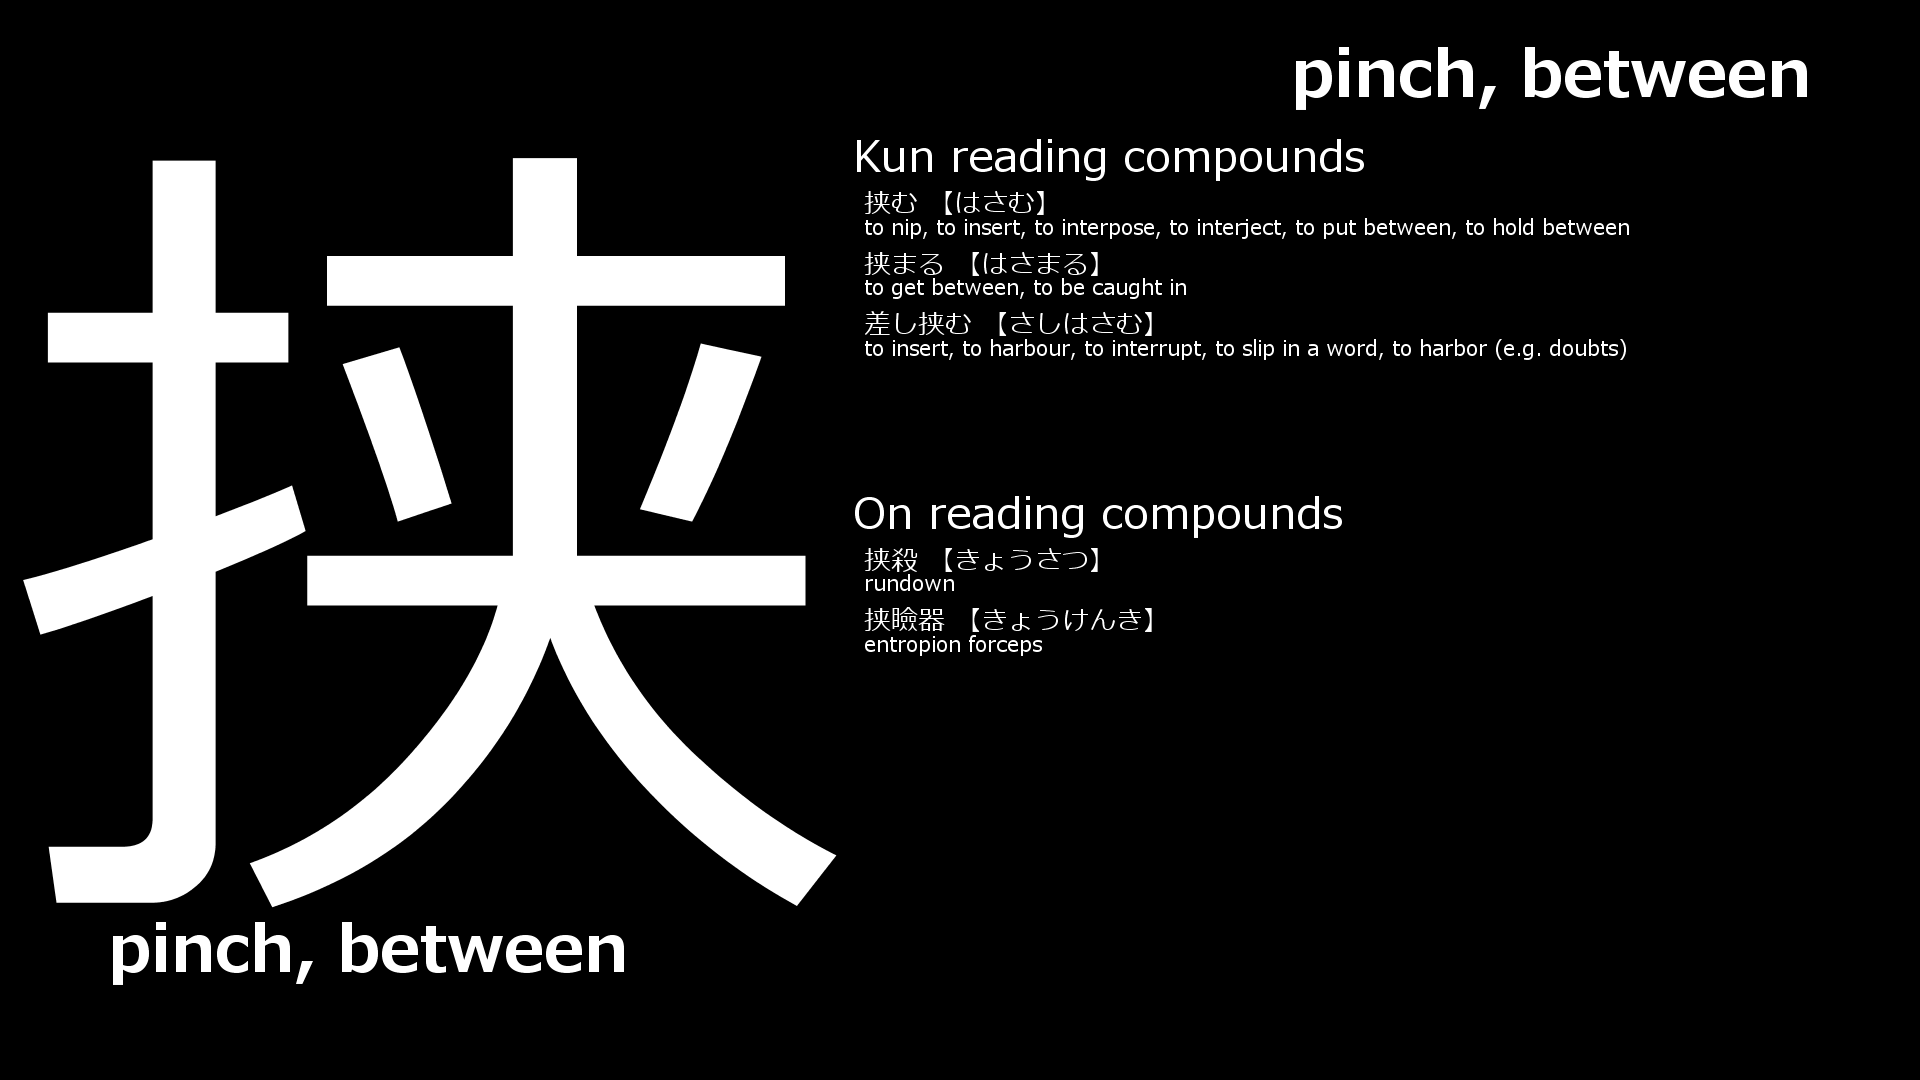 pinch, between
挟
Kun reading compounds
挟む 【はさむ】
to nip, to insert, to interpose, to interject, to put between, to hold between
挟まる 【はさまる】
to get between, to be caught in
差し挟む 【さしはさむ】
to insert, to harbour, to interrupt, to slip in a word, to harbor (e.g. doubts)
On reading compounds
挟殺 【きょうさつ】
rundown
挟瞼器 【きょうけんき】
entropion forceps
pinch, between